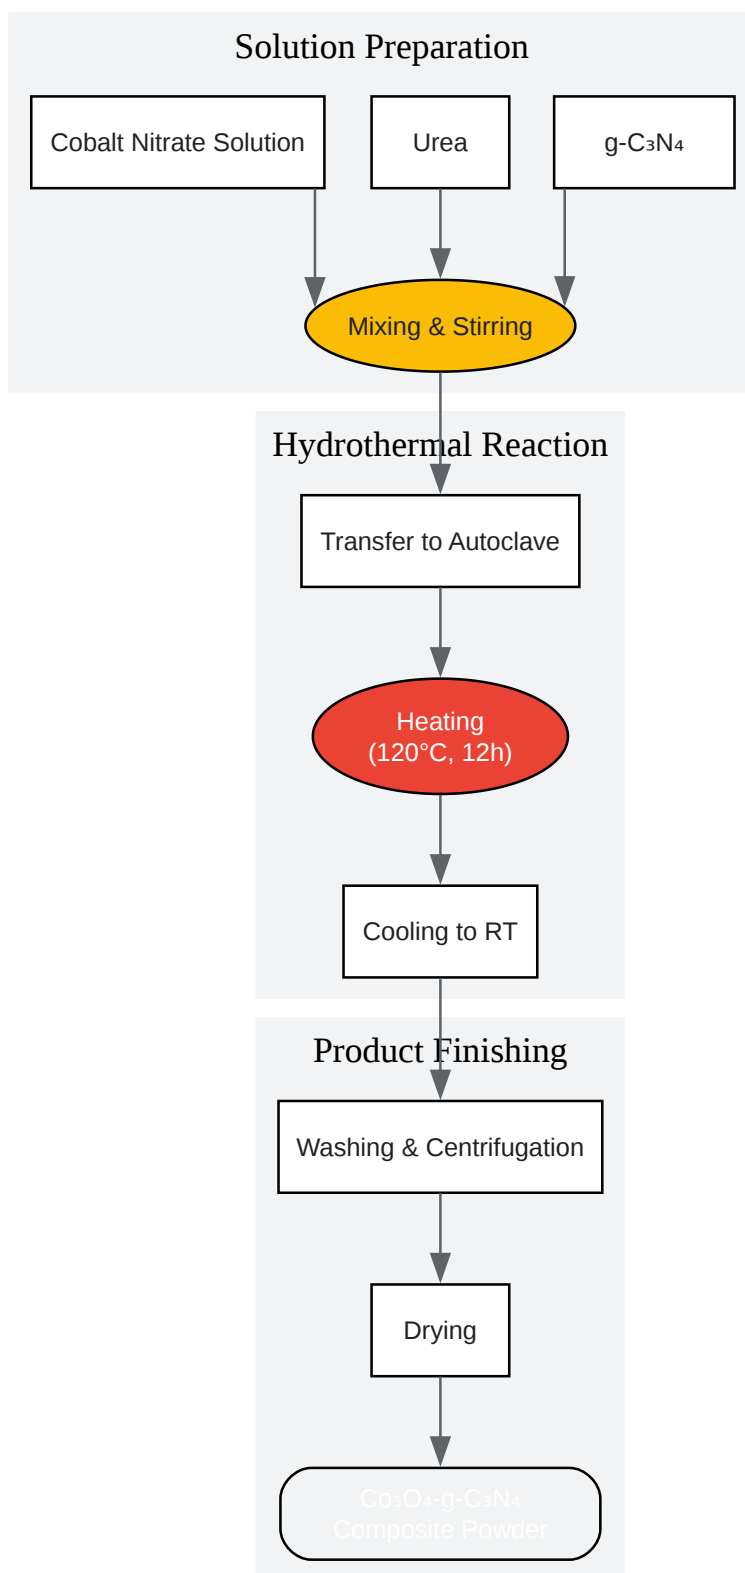 Solution Preparation
Cobalt Nitrate Solution
Urea
g-C₃N₄
Mixing & Stirring
Hydrothermal Reaction
Transfer to Autoclave
Heating
(120°C, 12h)
Cooling to RT
Product Finishing
Washing & Centrifugation
Drying
Co₃O₄-g-C₃N₄
Composite Powder